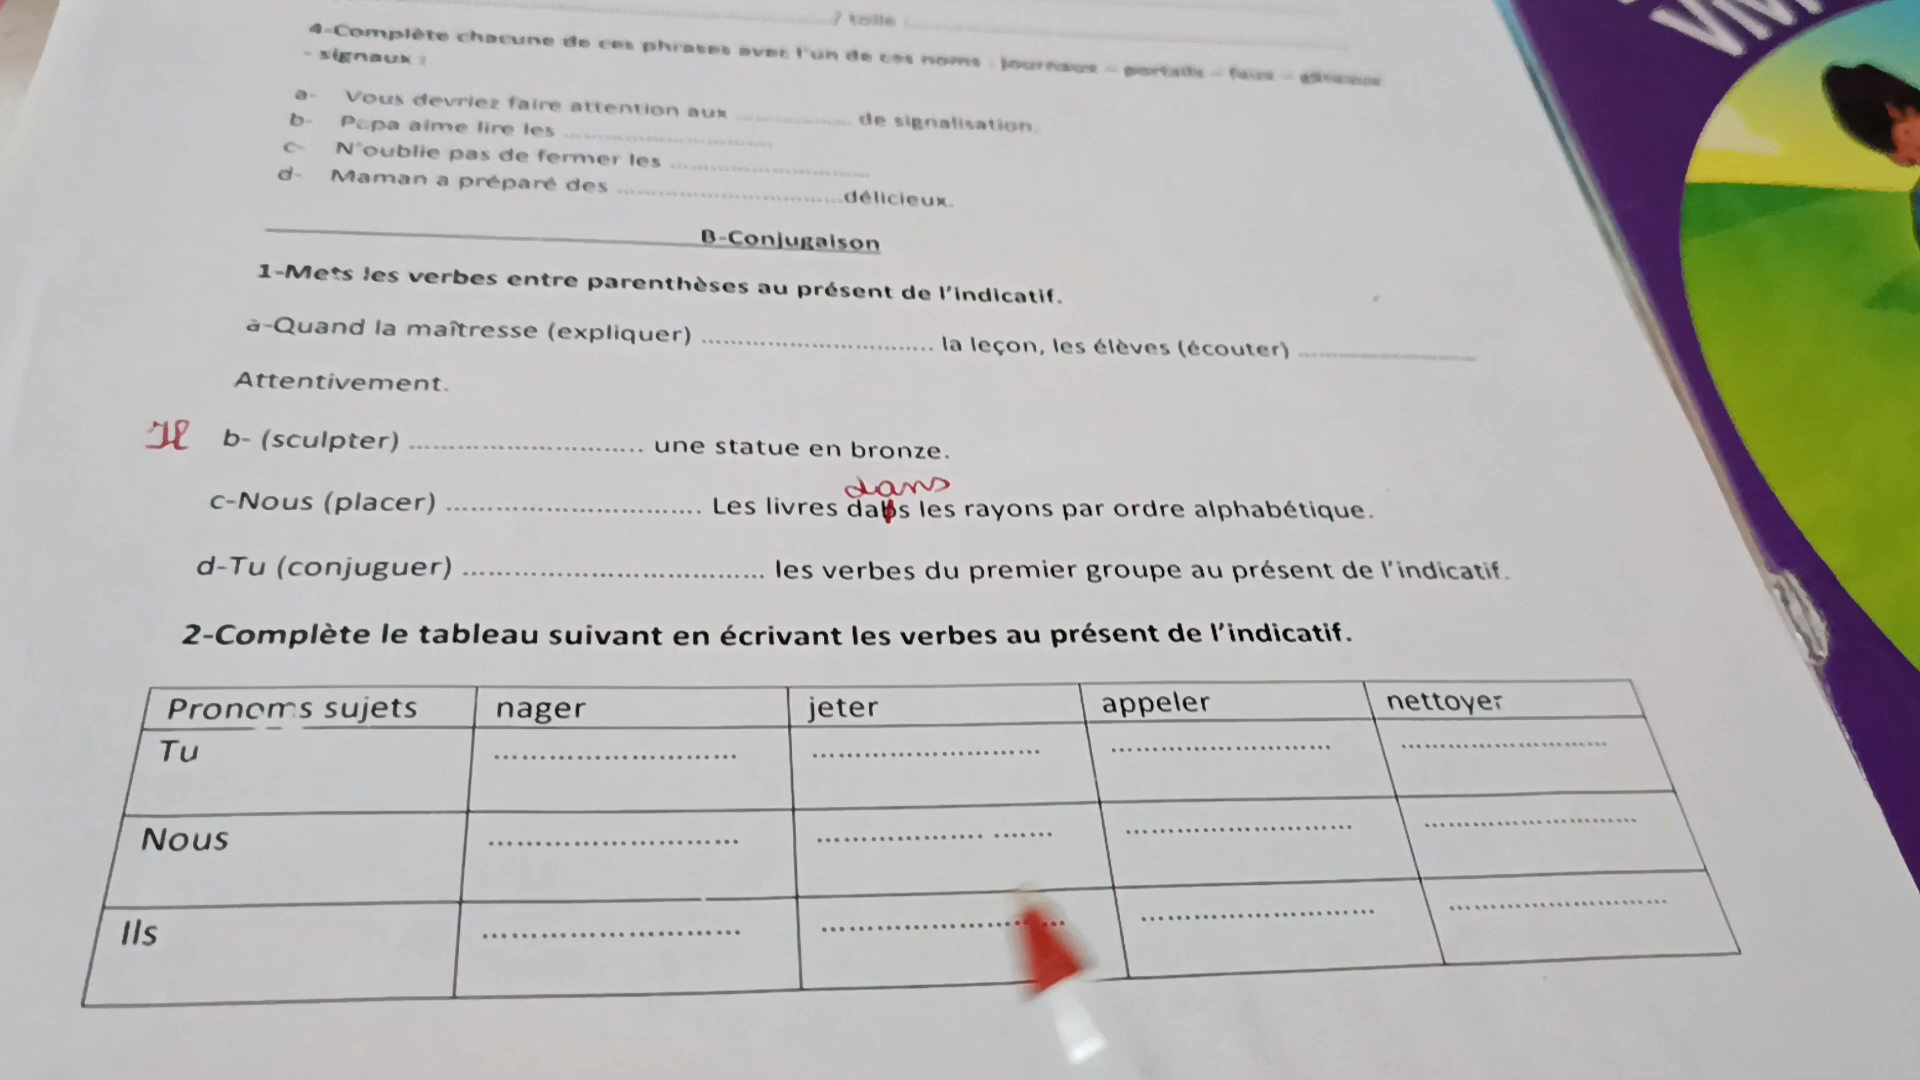 / toile
4-Complète chacune de ces phrases avec l'un de ces noms : journaux – portails – feux – gâteaux
- signaux :
a- Vous devriez faire attention aux .................. de signalisation.
b- Papa aime lire les ..............................
c- N'oublie pas de fermer les ..............................
d- Maman a préparé des ..............................délicieux.
B-Conjugaison
1-Mets les verbes entre parenthèses au présent de l'indicatif.
a-Quand la maîtresse (expliquer) .............................. la leçon, les élèves (écouter) ..............................
Attentivement.
Il b- (sculpter) .............................. une statue en bronze.
dans
c-Nous (placer) .............................. Les livres dabs les rayons par ordre alphabétique.
d-Tu (conjuguer) .................................... les verbes du premier groupe au présent de l'indicatif.
2-Complète le tableau suivant en écrivant les verbes au présent de l'indicatif.
Pronoms sujets nager jeter appeler nettoyer
Tu .............................. .............................. .............................. ..............................
Nous .............................. .............................. .............................. ..............................
Ils .............................. .............................. .............................. ..............................